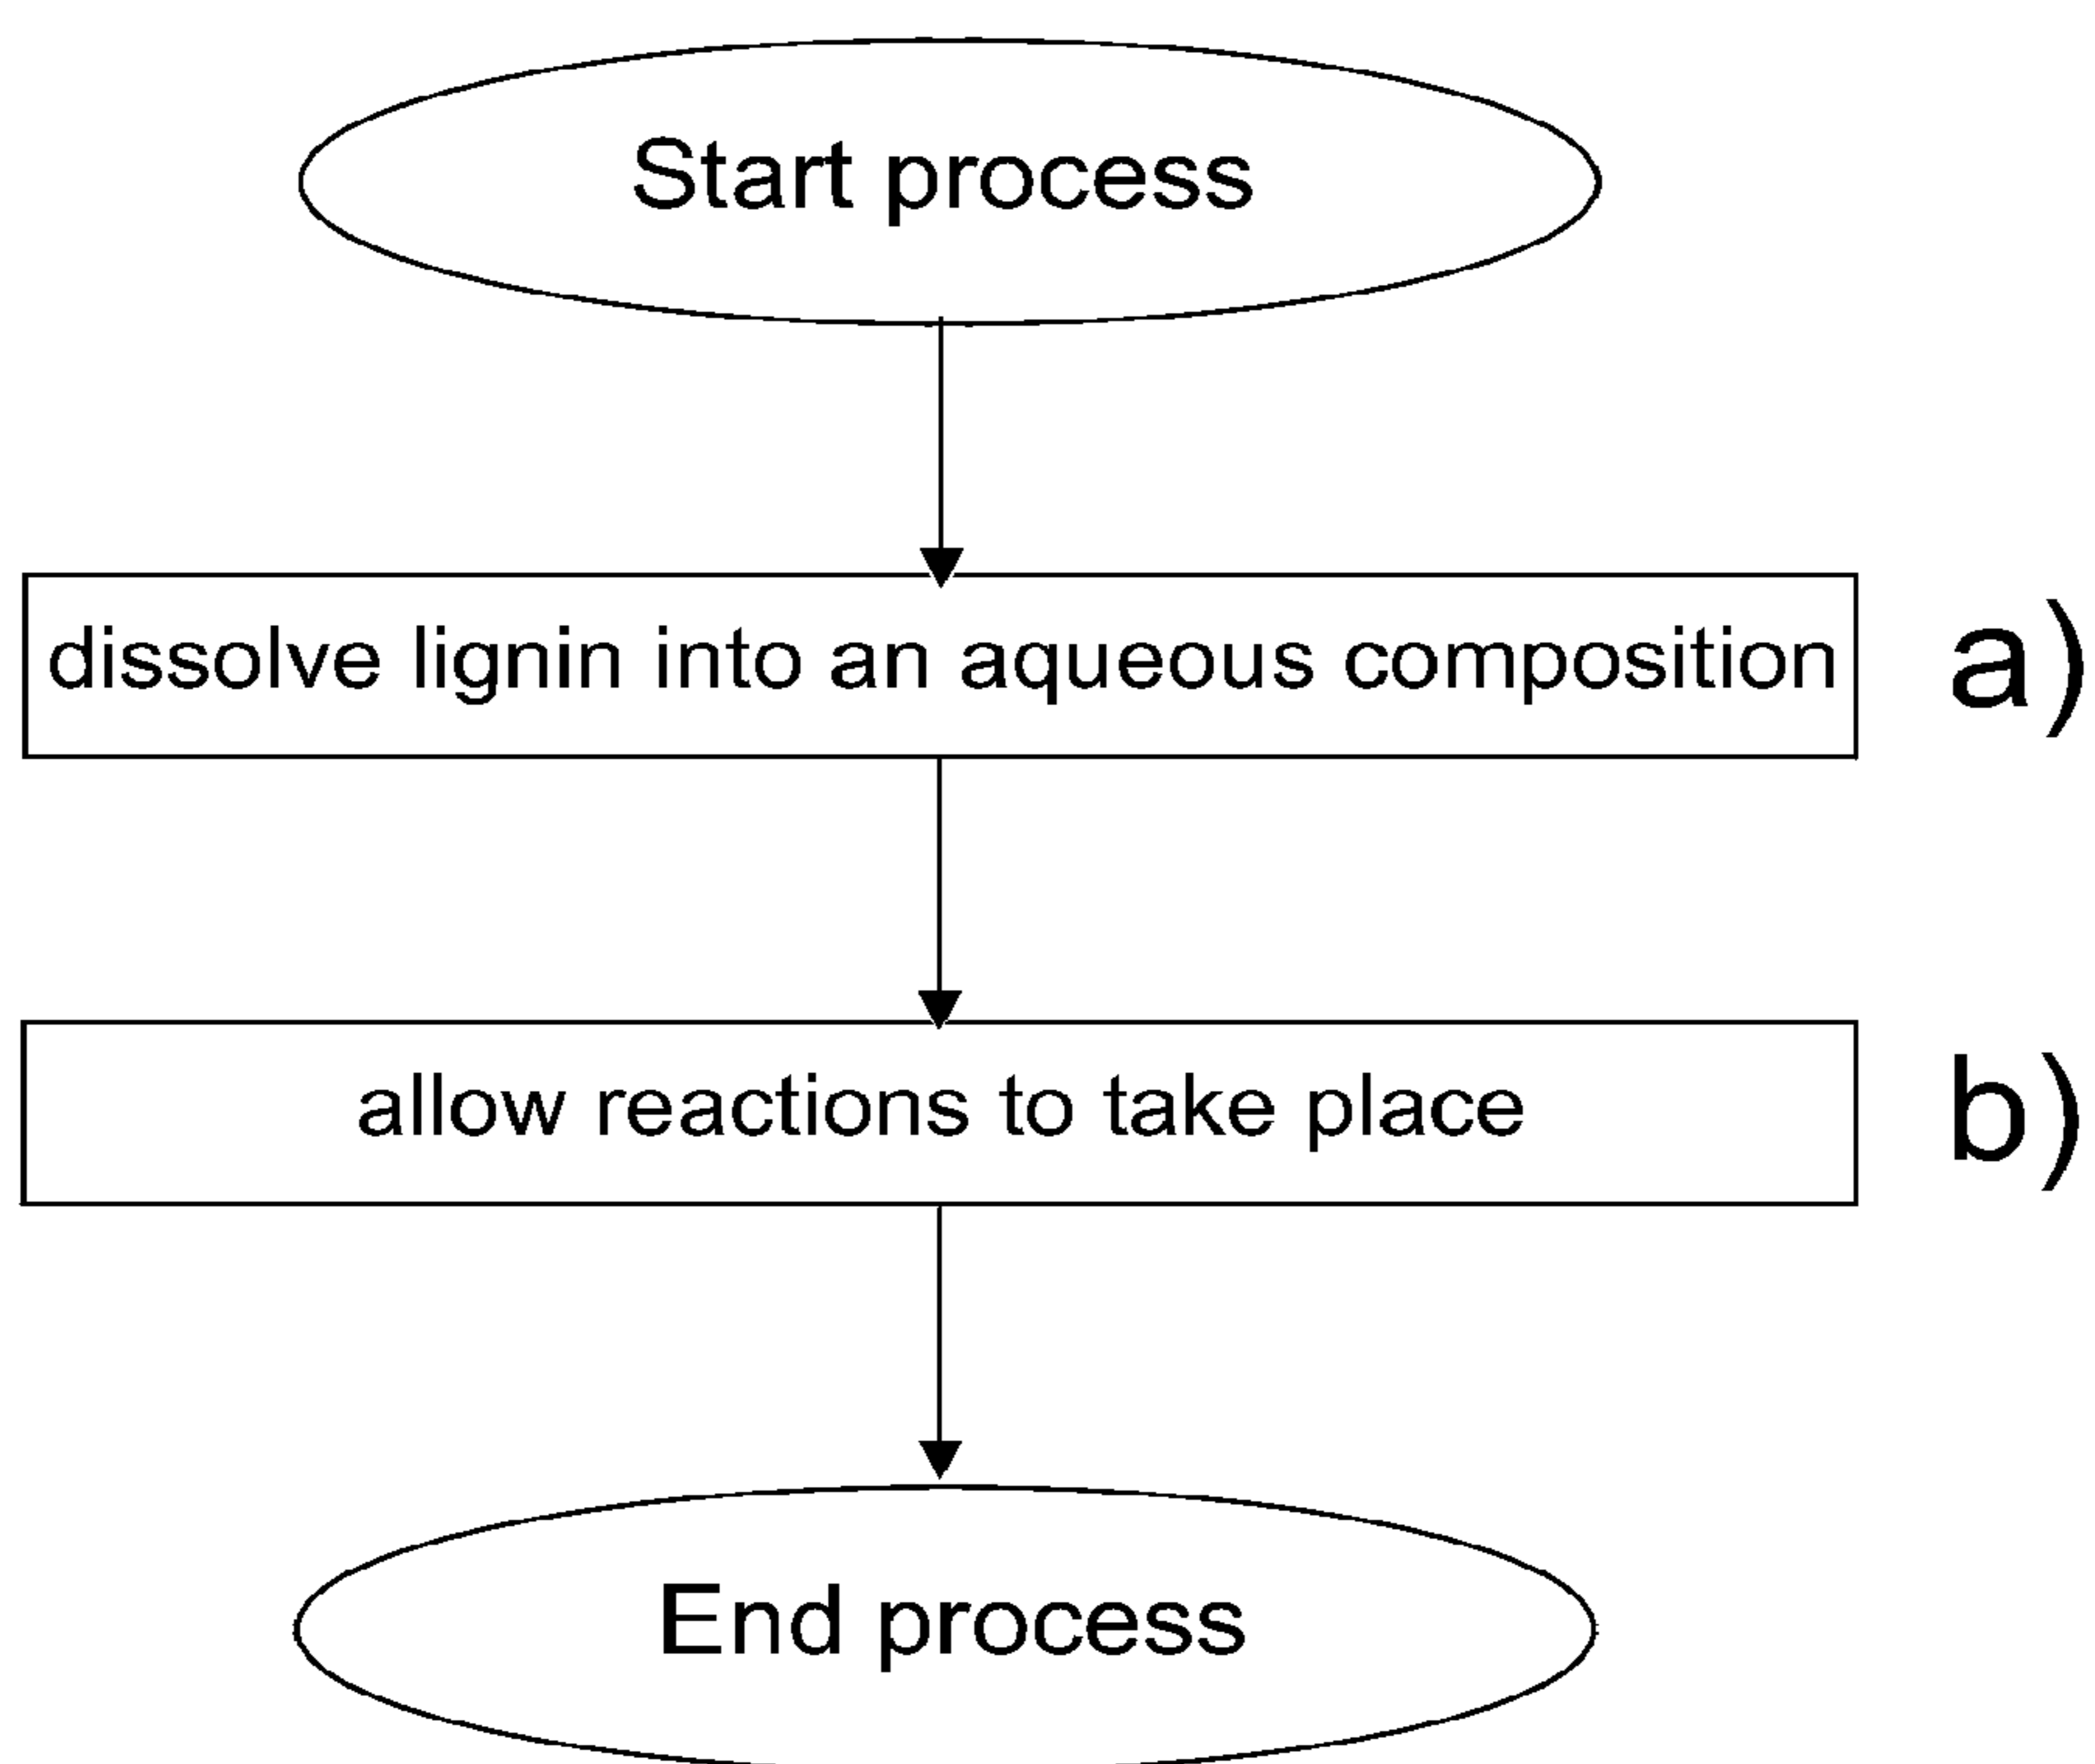 Start process
dissolve lignin into an aqueous composition
a)
allow reactions to take place
b)
End process